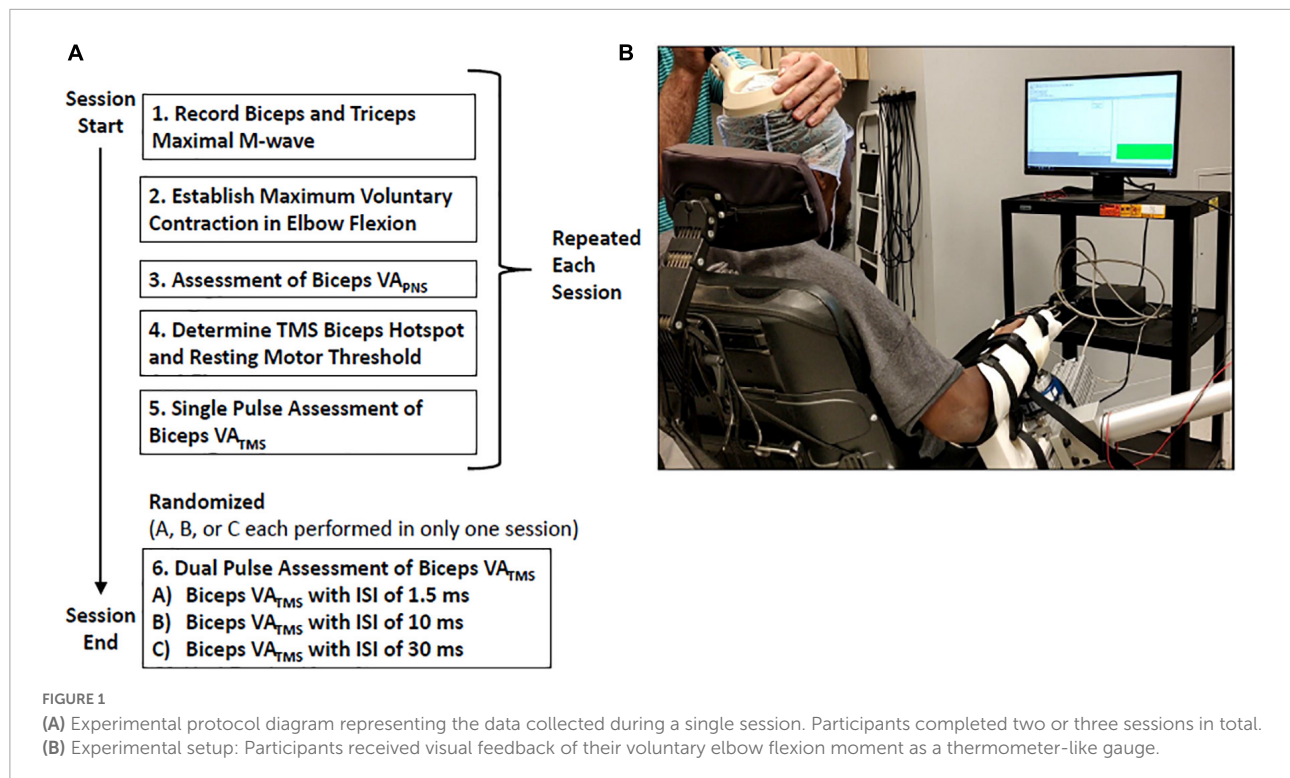 A
Session
Start
1. Record Biceps and Triceps
Maximal M-wave
2. Establish Maximum Voluntary
Contraction in Elbow Flexion
3. Assessment of Biceps VAPNS
4. Determine TMS Biceps Hotspot
and Resting Motor Threshold
5. Single Pulse Assessment of
Biceps VATMS
Repeated
Each
Session
Randomized
(A, B, or C each performed in only one session)
6. Dual Pulse Assessment of Biceps VATMS
A) Biceps VATMS with ISI of 1.5 ms
B) Biceps VATMS with ISI of 10 ms
C) Biceps VATMS with ISI of 30 ms
Session
End
B
FIGURE 1
(A) Experimental protocol diagram representing the data collected during a single session. Participants completed two or three sessions in total.
(B) Experimental setup: Participants received visual feedback of their voluntary elbow flexion moment as a thermometer-like gauge.